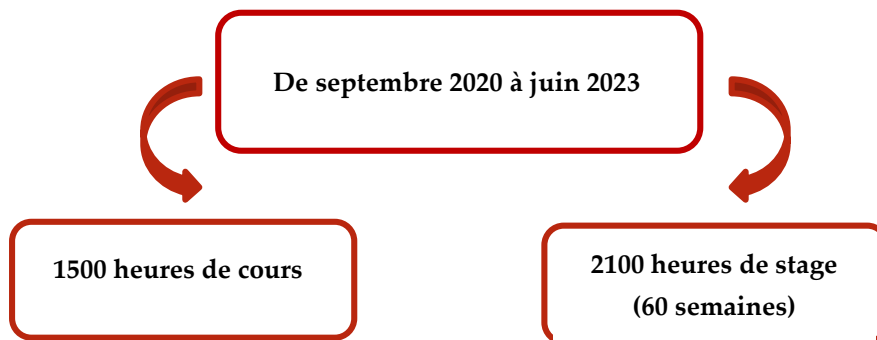 De septembre 2020 à juin 2023
1500 heures de cours
2100 heures de stage
(60 semaines)